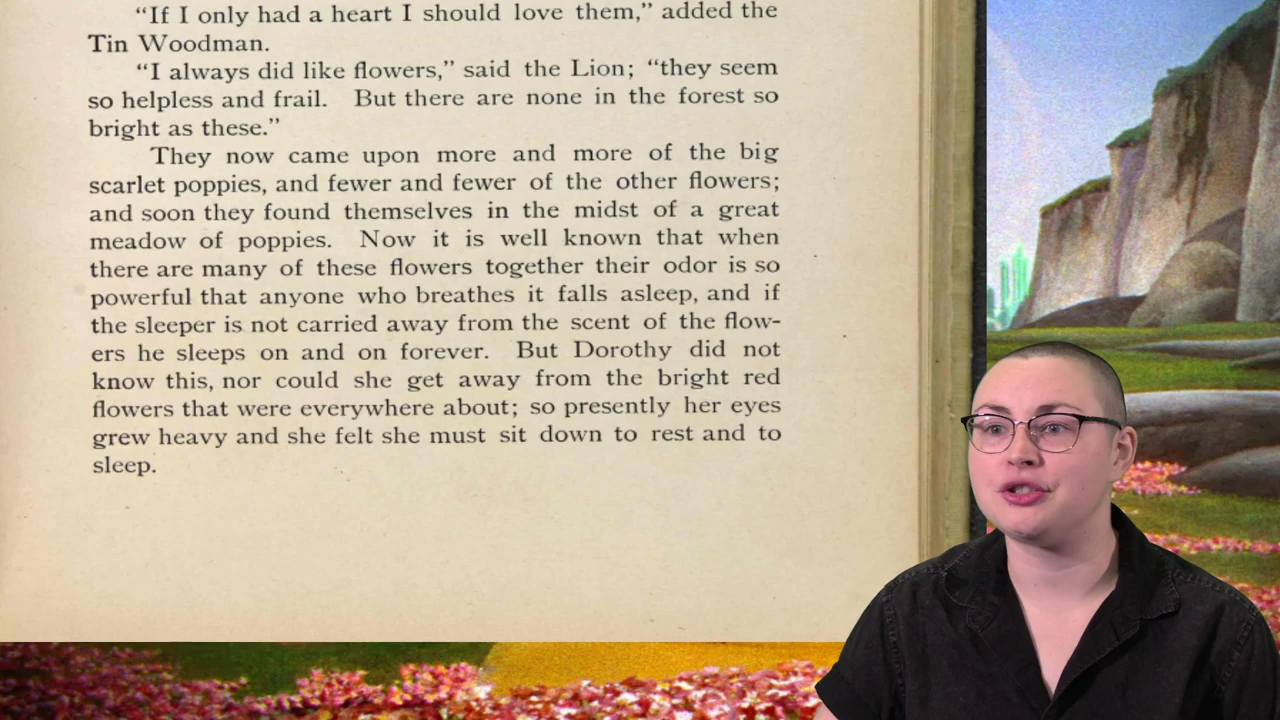 “If I only had a heart I should love them,” added the
Tin Woodman.
“I always did like flowers,” said the Lion; “they seem
so helpless and frail. But there are none in the forest so
bright as these.”
They now came upon more and more of the big
scarlet poppies, and fewer and fewer of the other flowers;
and soon they found themselves in the midst of a great
meadow of poppies. Now it is well known that when
there are many of these flowers together their odor is so
powerful that anyone who breathes it falls asleep, and if
the sleeper is not carried away from the scent of the flow-
ers he sleeps on and on forever. But Dorothy did not
know this, nor could she get away from the bright red
flowers that were everywhere about; so presently her eyes
grew heavy and she felt she must sit down to rest and to
sleep.